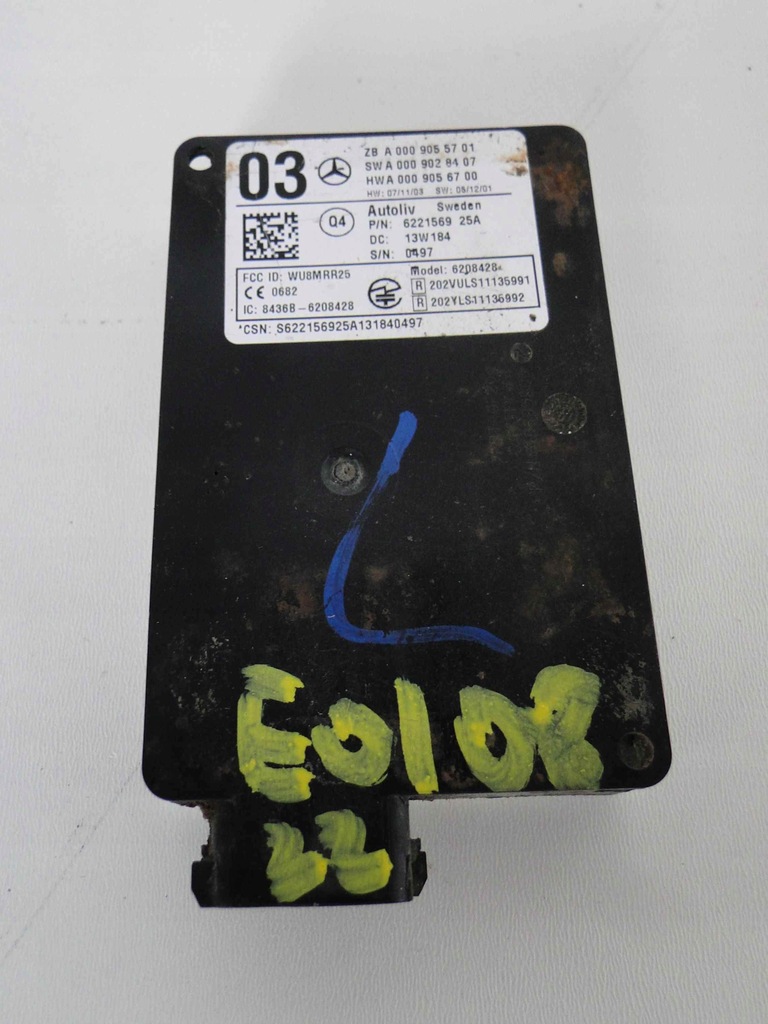 03
ZB A 000 905 57 01
SW A 000 902 84 07
HW A 000 905 67 00
HW: 07/11/03 SW: 08/12/01
Q4
Autoliv Sweden
P/N: 6221569 25A
DC: 13W184
S/N: 0497
FCC ID: WU8MRR25
CE 0682
IC: 8436B-6208428
Model: 6208428
R 202VULS11135991
R 202YLS11135992
*CSN: S622156925A131840497
L
E0108
22